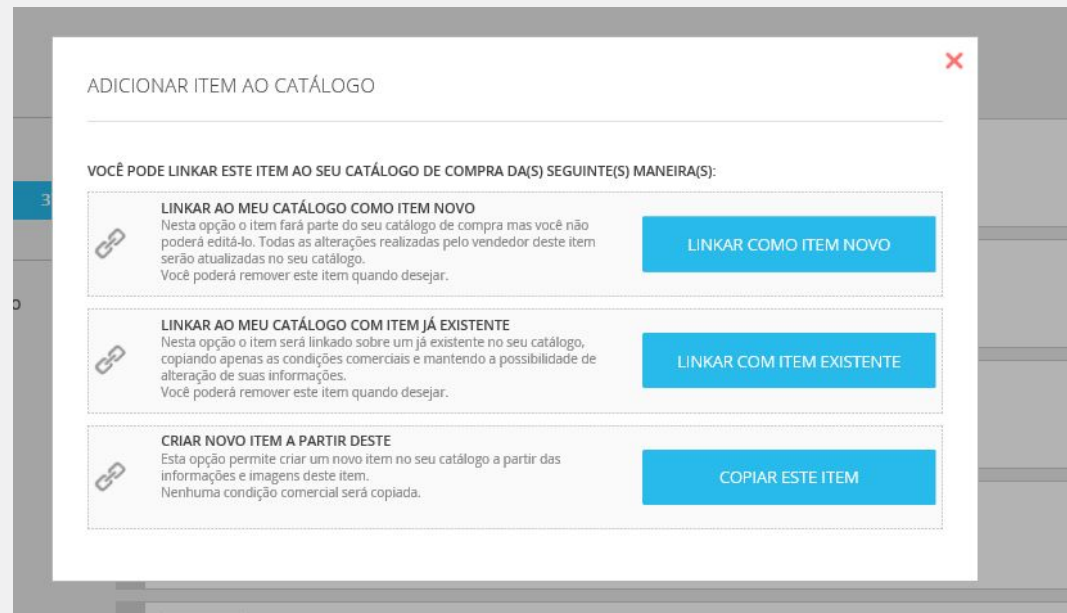 ADICIONAR ITEM AO CATÁLOGO
VOCÊ PODE LINKAR ESTE ITEM AO SEU CATÁLOGO DE COMPRA DA(S) SEGUINTE(S) MANEIRA(S):
3
LINKAR AO MEU CATÁLOGO COMO ITEM NOVO
Nesta opção o item fará parte do seu catálogo de compra mas você não
poderá editá-lo. Todas as alterações realizadas pelo vendedor deste item
serão atualizadas no seu catálogo.
Você poderá remover este item quando desejar.
LINKAR COMO ITEM NOVO
o
LINKAR AO MEU CATÁLOGO COM ITEM JÁ EXISTENTE
Nesta opção o item será linkado sobre um já existente no seu catálogo,
copiando apenas as condições comerciais e mantendo a possibilidade de
alteração de suas informações.
Você poderá remover este item quando desejar.
LINKAR COM ITEM EXISTENTE
CRIAR NOVO ITEM A PARTIR DESTE
Esta opção permite criar um novo item no seu catálogo a partir das
informações e imagens deste item.
Nenhuma condição comercial será copiada.
COPIAR ESTE ITEM